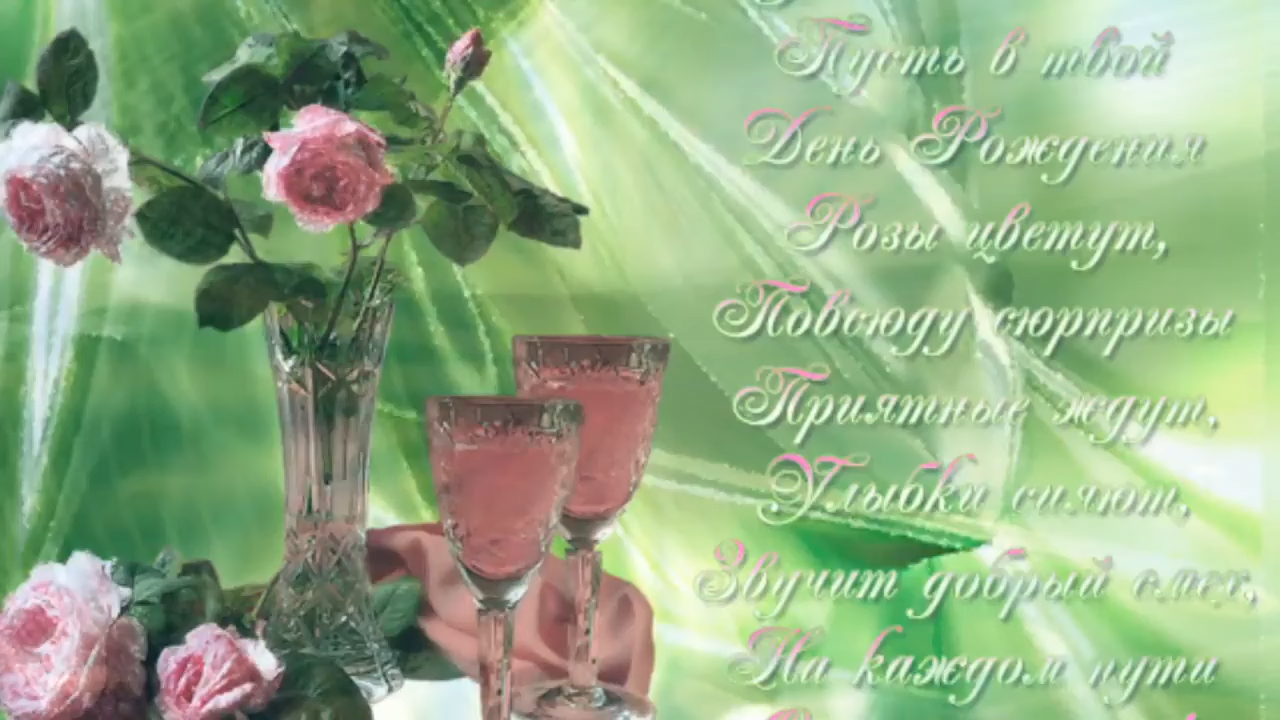 Пусть в твой
День Рождения
Розы цветут,
Повсюду сюрпризы
Приятные ждут,
Улыбки сияют,
Звучит добрый смех,
На каждом пути